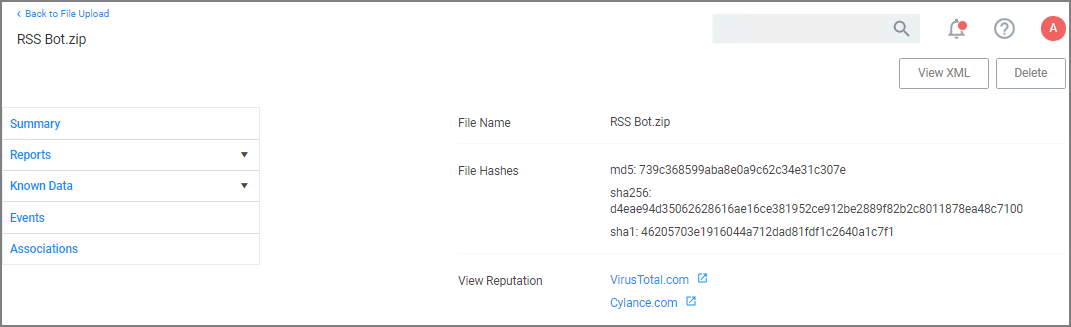 ‹ Back to File Upload
RSS Bot.zip
A
View XML
Delete
Summary
Reports
Known Data
Events
Associations
File Name
RSS Bot.zip
File Hashes
md5: 739c368599aba8e0a9c62c34e31c307e
sha256:
d4eae94d35062628616ae16ce381952ce912be2889f82b2c8011878ea48c7100
sha1: 46205703e1916044a712dad81fdf1c2640a1c7f1
View Reputation
VirusTotal.com
Cylance.com